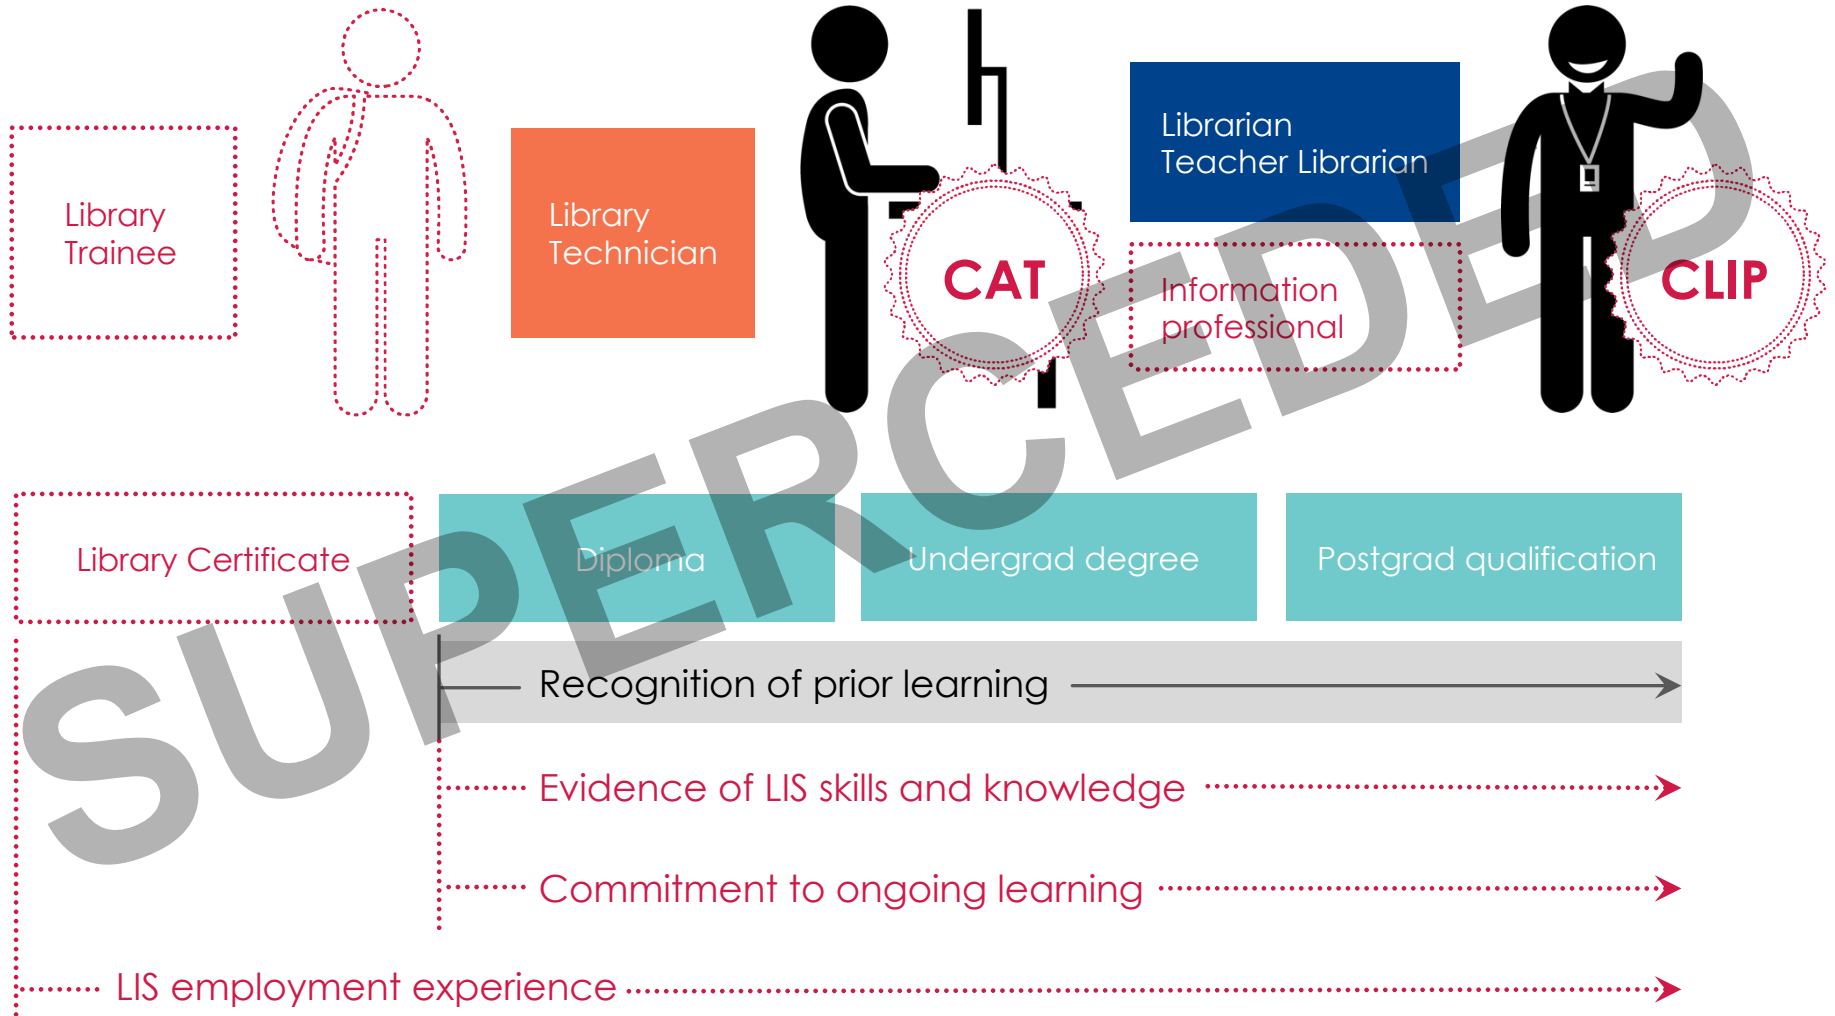 Library
Trainee
Library
Technician
CAT
Librarian
Teacher Librarian
Information
professional
CLIP
Library Certificate
Diploma
Undergrad degree
Postgrad qualification
Recognition of prior learning
Evidence of LIS skills and knowledge
Commitment to ongoing learning
LIS employment experience
SUPERCEDED